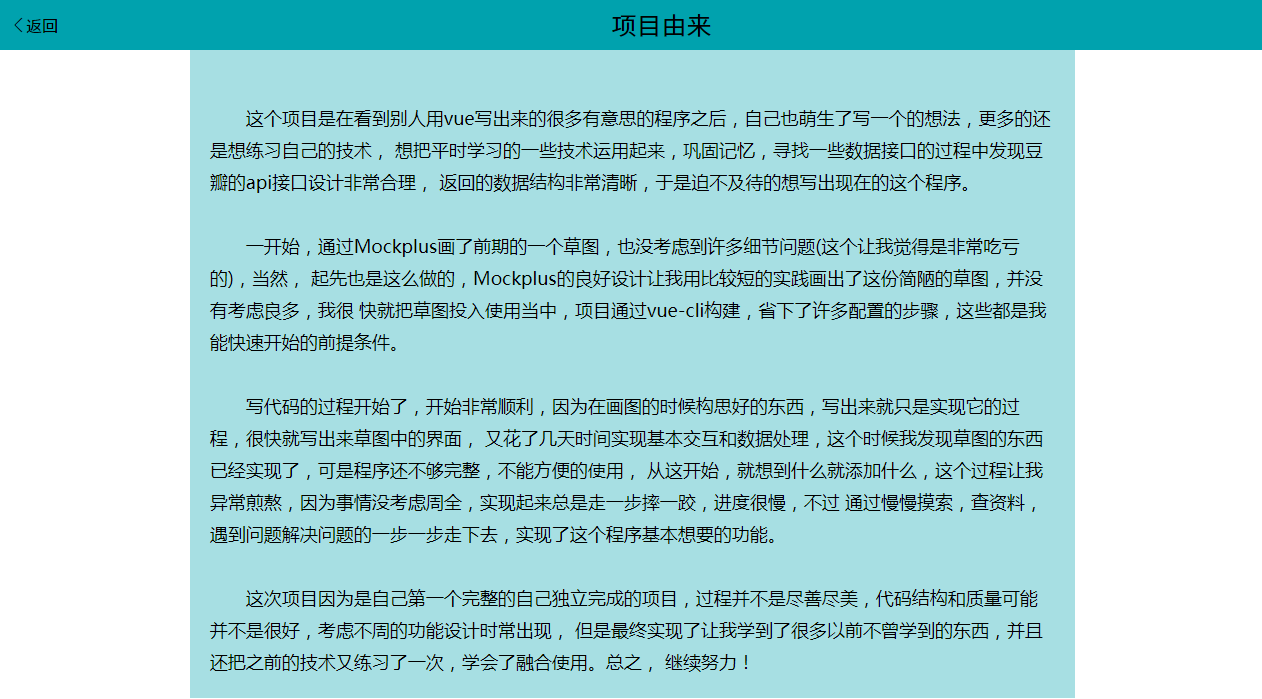 返回
项目由来
这个项目是在看到别人用vue写出来的很多有意思的程序之后，自己也萌生了写一个的想法，更多的还
是想练习自己的技术， 想把平时学习的一些技术运用起来，巩固记忆，寻找一些数据接口的过程中发现豆
瓣的api接口设计非常合理， 返回的数据结构非常清晰，于是迫不及待的想写出现在的这个程序。
一开始，通过Mockplus画了前期的一个草图，也没考虑到许多细节问题(这个让我觉得是非常吃亏
的)，当然， 起先也是这么做的，Mockplus的良好设计让我用比较短的实践画出了这份简陋的草图，并没
有考虑良多，我很 快就把草图投入使用当中，项目通过vue-cli构建，省下了许多配置的步骤，这些都是我
能快速开始的前提条件。
写代码的过程开始了，开始非常顺利，因为在画图的时候构思好的东西，写出来就只是实现它的过
程，很快就写出来草图中的界面， 又花了几天时间实现基本交互和数据处理，这个时候我发现草图的东西
已经实现了，可是程序还不够完整，不能方便的使用， 从这开始，就想到什么就添加什么，这个过程让我
异常煎熬，因为事情没考虑周全，实现起来总是走一步摔一跤，进度很慢，不过 通过慢慢摸索，查资料，
遇到问题解决问题的一步一步走下去，实现了这个程序基本想要的功能。
这次项目因为是自己第一个完整的自己独立完成的项目，过程并不是尽善尽美，代码结构和质量可能
并不是很好，考虑不周的功能设计时常出现， 但是最终实现了让我学到了很多以前不曾学到的东西，并且
还把之前的技术又练习了一次，学会了融合使用。总之， 继续努力！